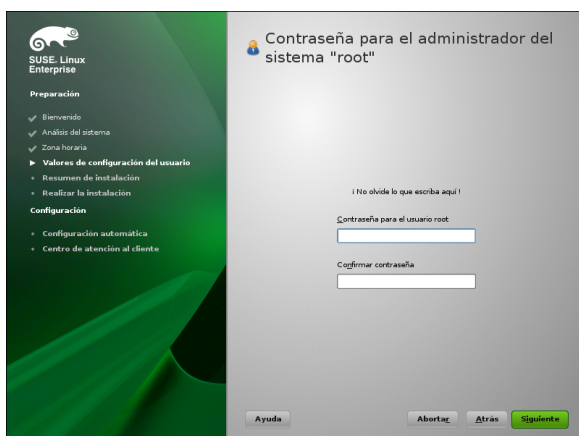 SUSE. Linux
Enterprise
Preparación
Bienvenido
Análisis del sistema
Zona horaria
Valores de configuración del usuario
Resumen de instalación
Realizar la instalación
Configuración
Configuración automática
Centro de atención al cliente
Contraseña para el administrador del
sistema "root"
¡ No olvide lo que escriba aquí !
Contraseña para el usuario root
Confirmar contraseña
Ayuda
Abortar
Atrás
Siguiente